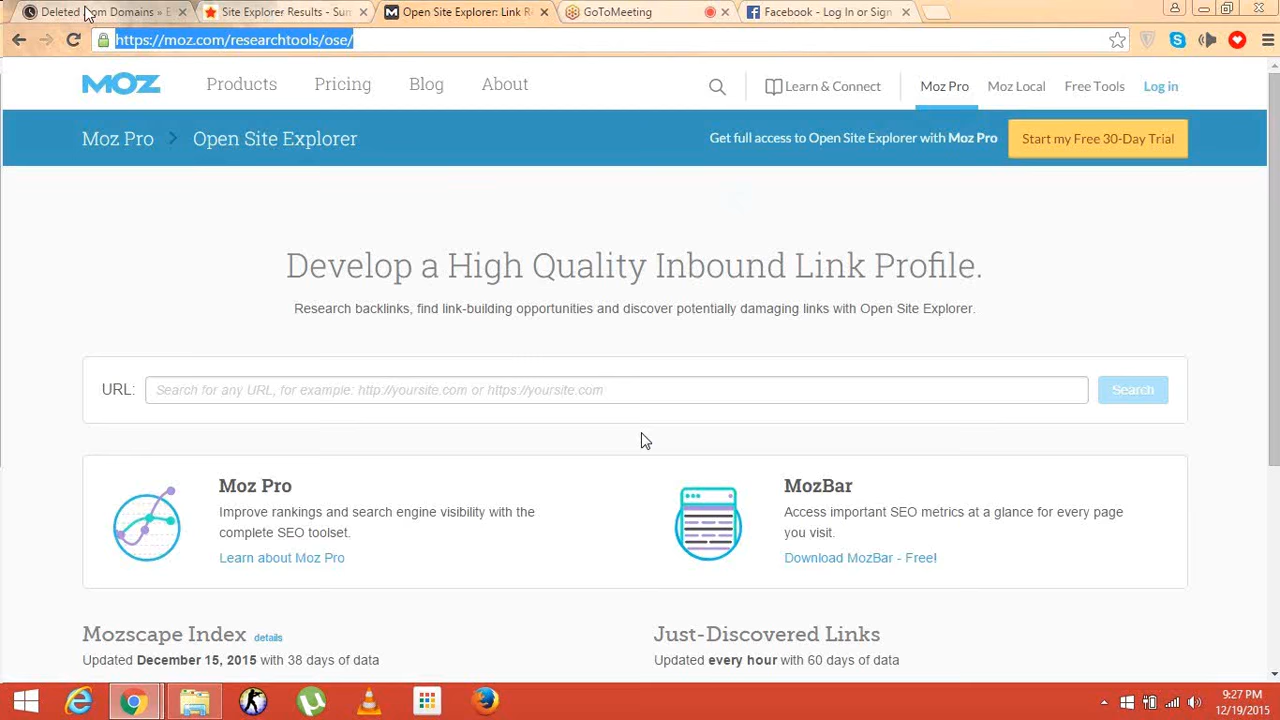 Deleted .com Domains » E
Site Explorer Results - Sum
Open Site Explorer: Link R
GoToMeeting
Facebook - Log In or Sign
https://moz.com/researchtools/ose/
MOZ
Products
Pricing
Blog
About
Learn & Connect
Moz Pro
Moz Local
Free Tools
Log in
Moz Pro
Open Site Explorer
Get full access to Open Site Explorer with Moz Pro
Start my Free 30-Day Trial
Develop a High Quality Inbound Link Profile.
Research backlinks, find link-building opportunities and discover potentially damaging links with Open Site Explorer.
URL:
Search for any URL, for example: http://yoursite.com or https://yoursite.com
Search
Moz Pro
Improve rankings and search engine visibility with the
complete SEO toolset.
Learn about Moz Pro
MozBar
Access important SEO metrics at a glance for every page
you visit.
Download MozBar - Free!
Mozscape Index details
Updated December 15, 2015 with 38 days of data
Just-Discovered Links
Updated every hour with 60 days of data
9:27 PM
12/19/2015